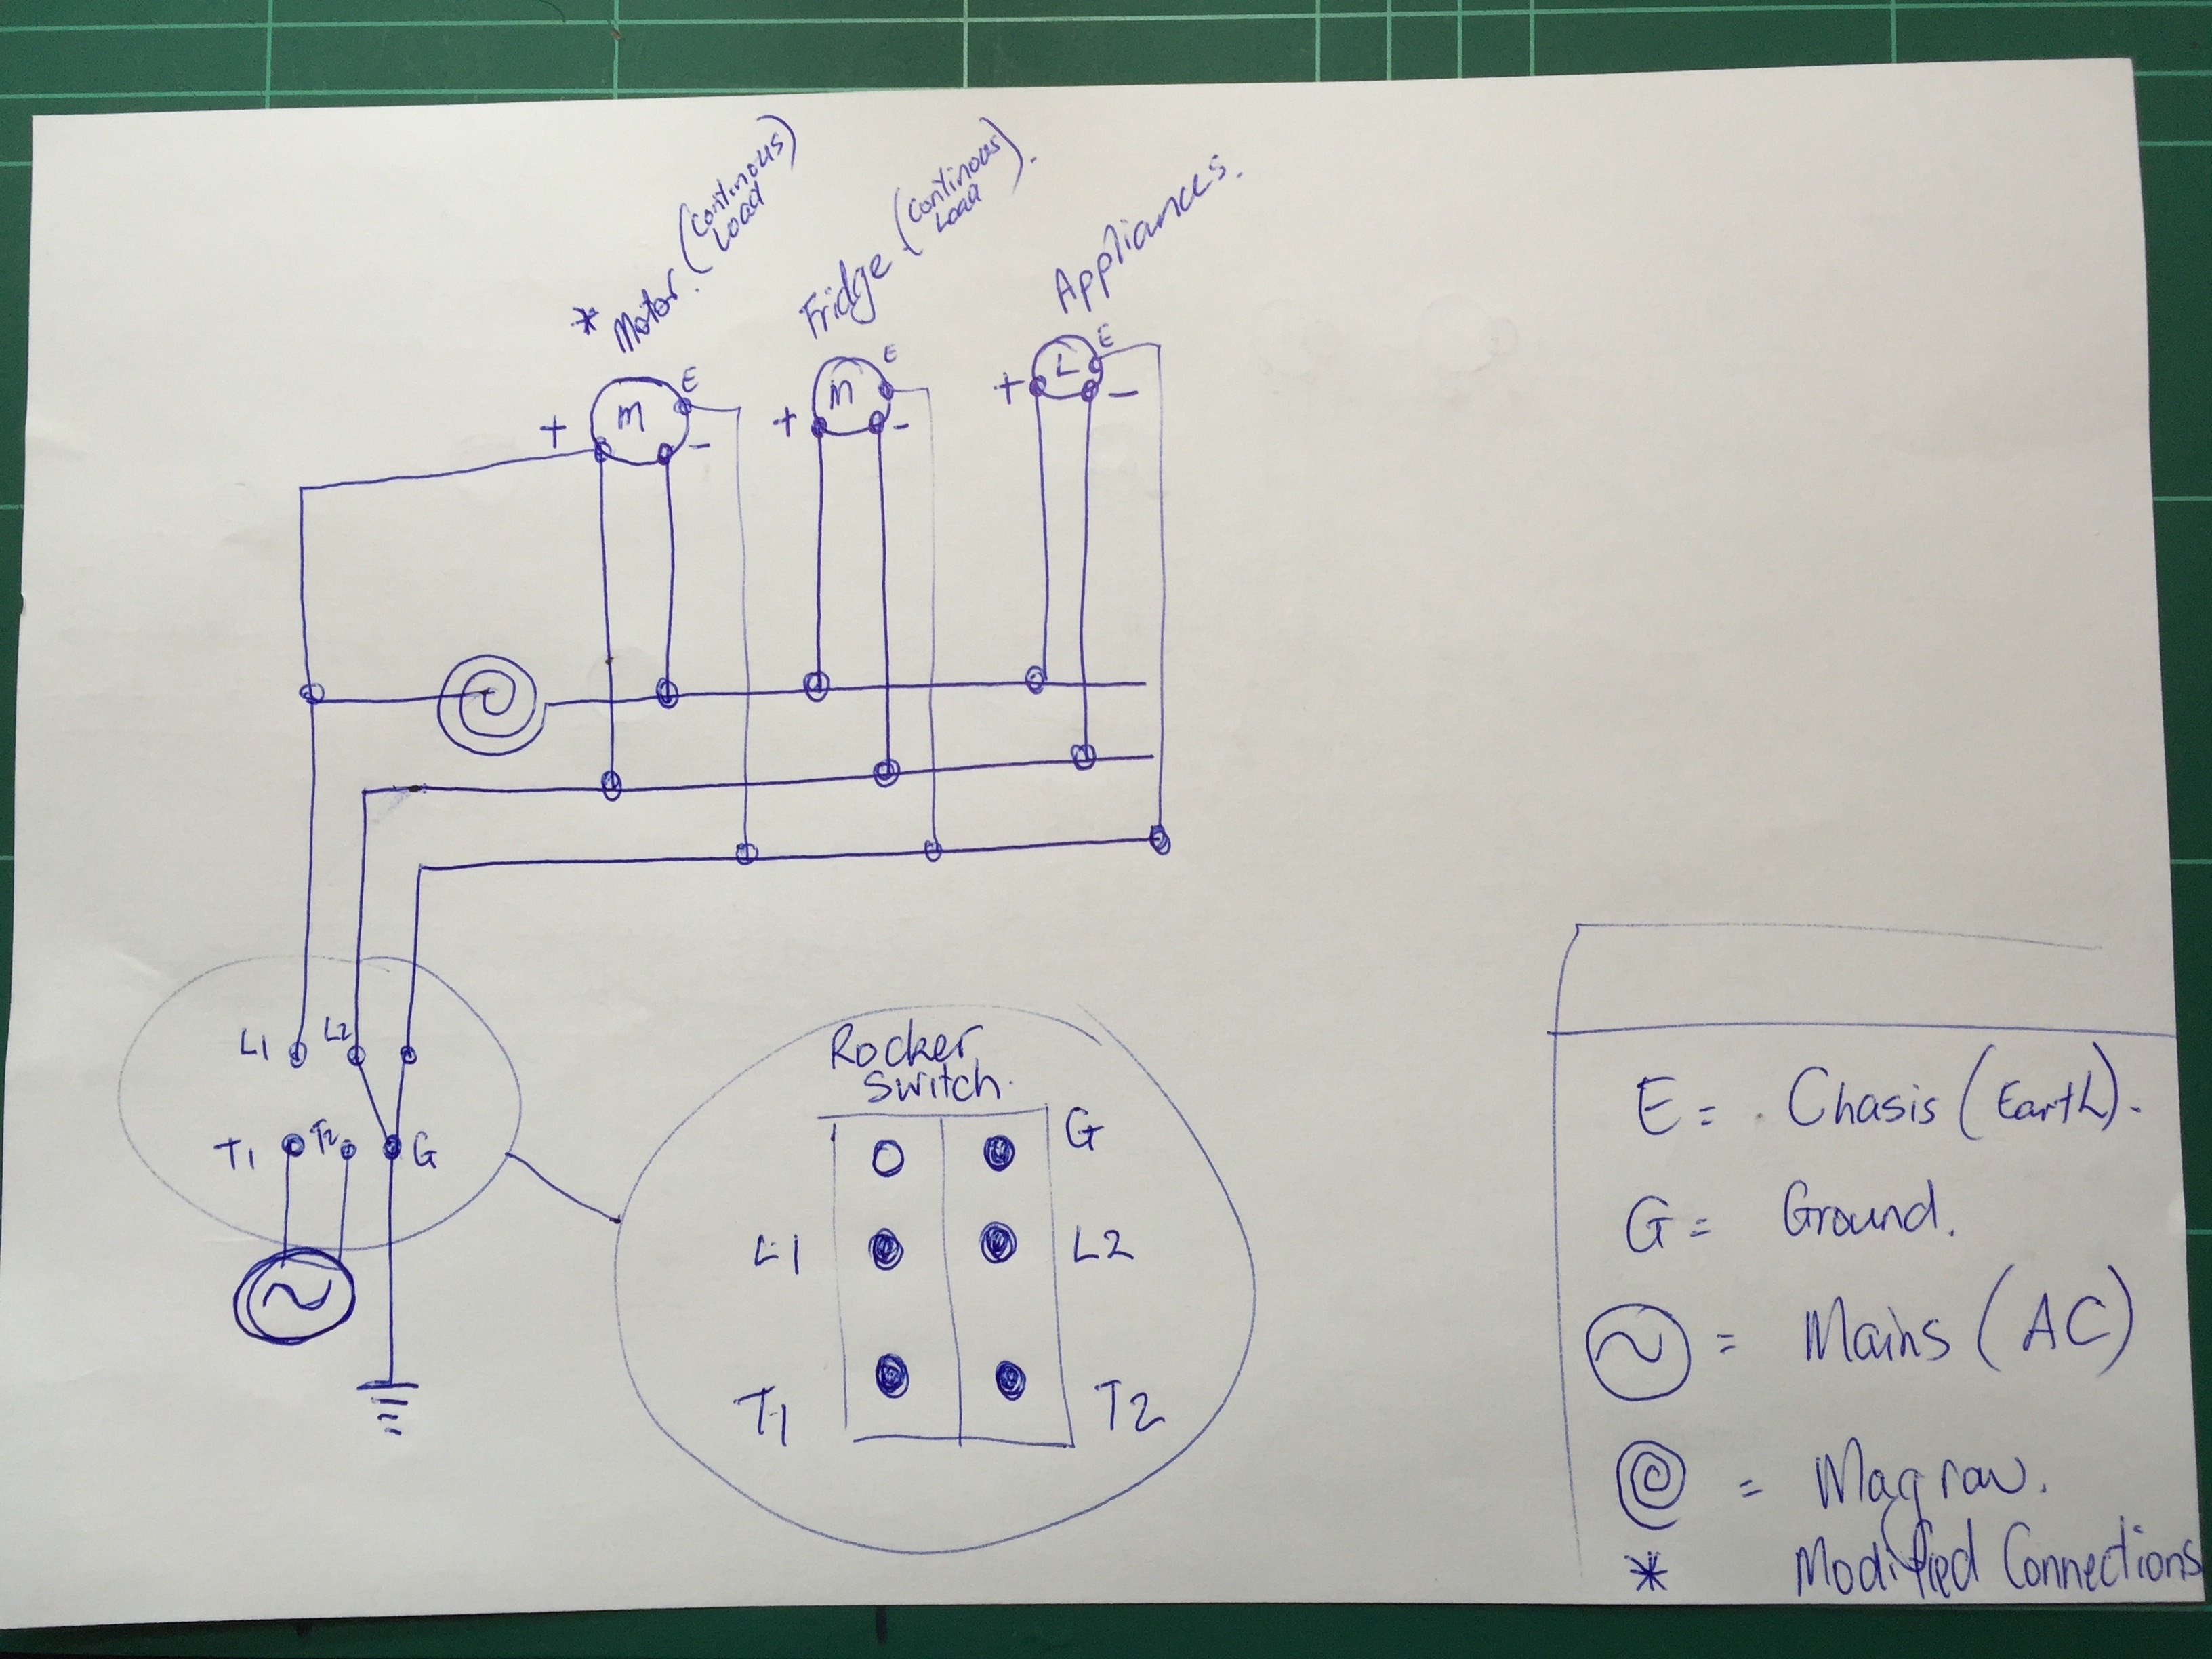 * Motor. (Continous)
Load
Fridge (Continous).
Load
Appliances.
E
M
+ -
E
M
+ -
E
L
+ -
L1 L2
T1 T2 G
Rocker
Switch.
G
L1 L2
T1 T2
E = . Chasis (Earth).
G = Ground.
= Mains (AC)
= Magrav.
* Modified Connections